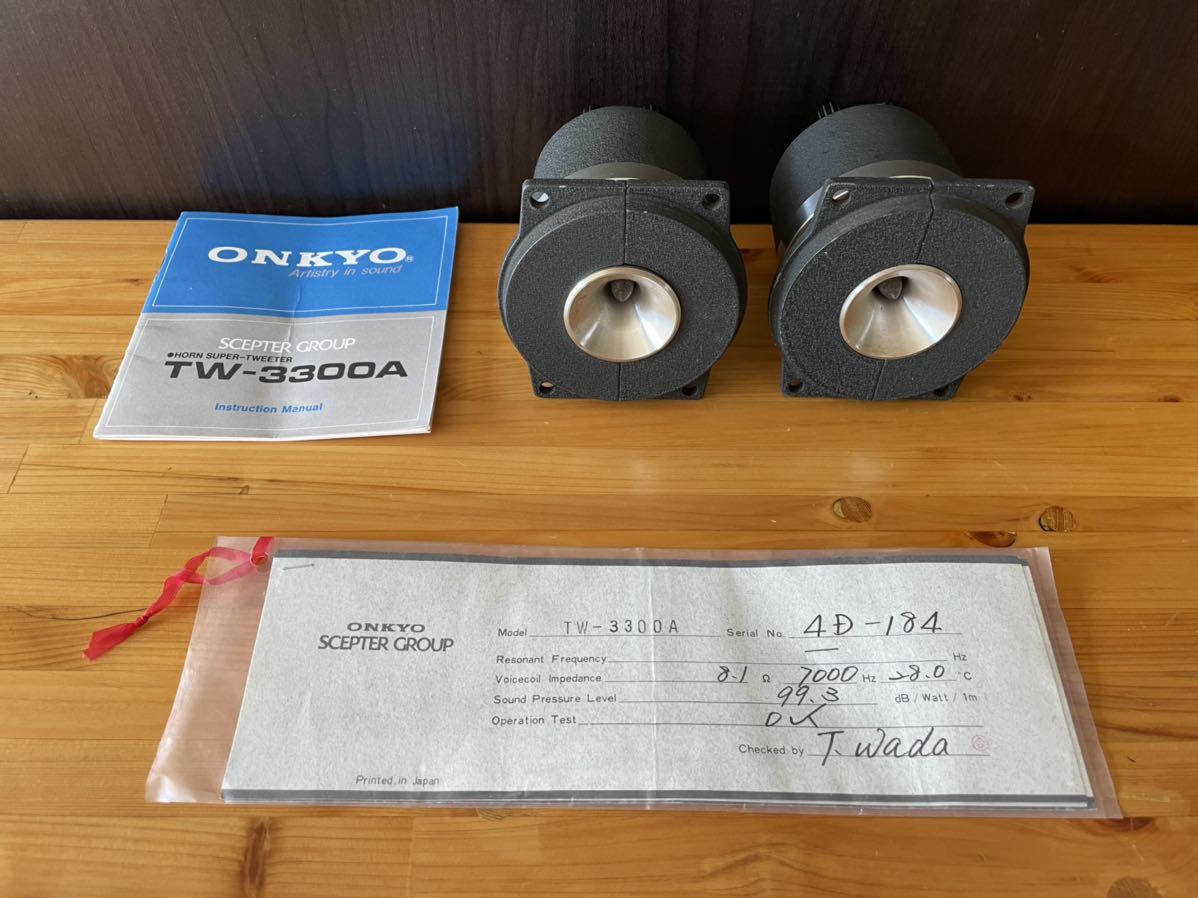 ONKYO®
Artistry in sound
SCEPTER GROUP
●HORN SUPER-TWEETER
TW-3300A
Instruction Manual
ONKYO
SCEPTER GROUP
Model TW-3300A Serial No. 4D-184
Resonant Frequency Hz
Voicecoil Impedance 8.1 Ω 7000 Hz 28.0 °C
Sound Pressure Level 99.3 dB/Watt/1m
Operation Test OK
Checked by T. Wada
Printed in Japan